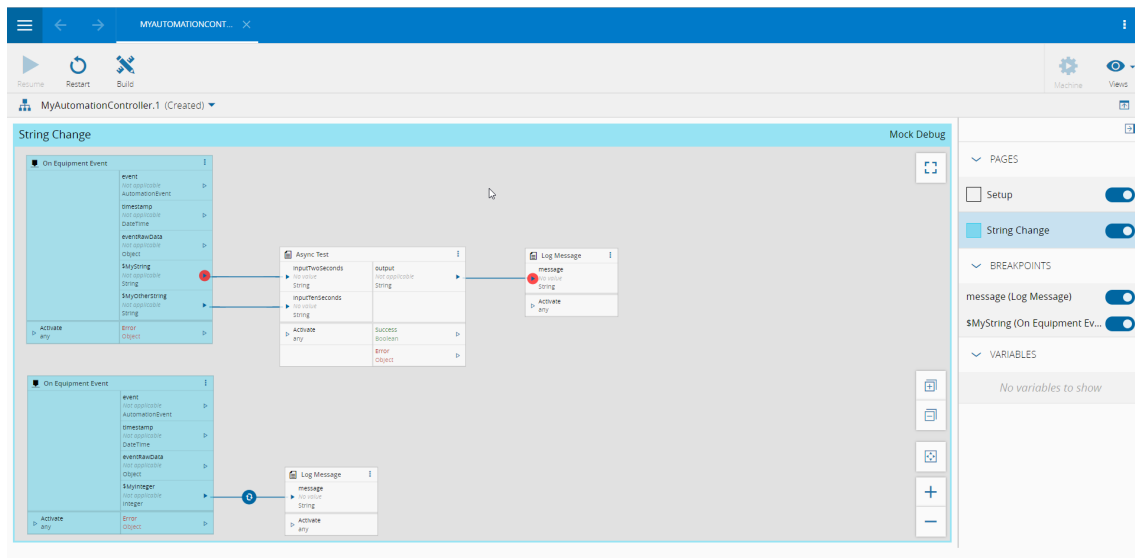 MYAUTOMATIONCONT...
Resume
Restart
Build
Machine
Views
MyAutomationController.1 (Created)
String Change
Mock Debug
On Equipment Event
event
Not applicable
AutomationEvent
timestamp
Not applicable
DateTime
eventRawData
Not applicable
Object
$MyString
Not applicable
String
$MyOtherString
Not applicable
String
Activate
any
Error
Object
Async Test
inputTwoSeconds
No value
String
inputTenSeconds
No value
String
output
Not applicable
String
Activate
any
Success
Boolean
Error
Object
Log Message
message
No value
String
Activate
any
On Equipment Event
event
Not applicable
AutomationEvent
timestamp
Not applicable
DateTime
eventRawData
Not applicable
Object
$MyInteger
Not applicable
Integer
Activate
any
Error
Object
Log Message
message
No value
String
Activate
any
PAGES
Setup
String Change
BREAKPOINTS
message (Log Message)
$MyString (On Equipment Ev...
VARIABLES
No variables to show